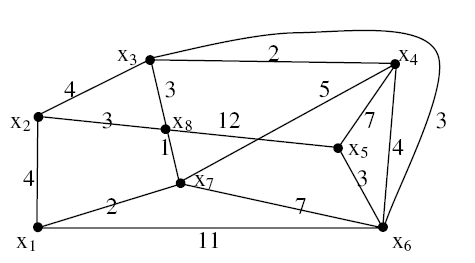 x₃ 2 x₄
4 3 5 3
x₂ 3 x₈ 12 7
1 x₅ 4
4 x₇ 3
2 7
x₁ 11 x₆